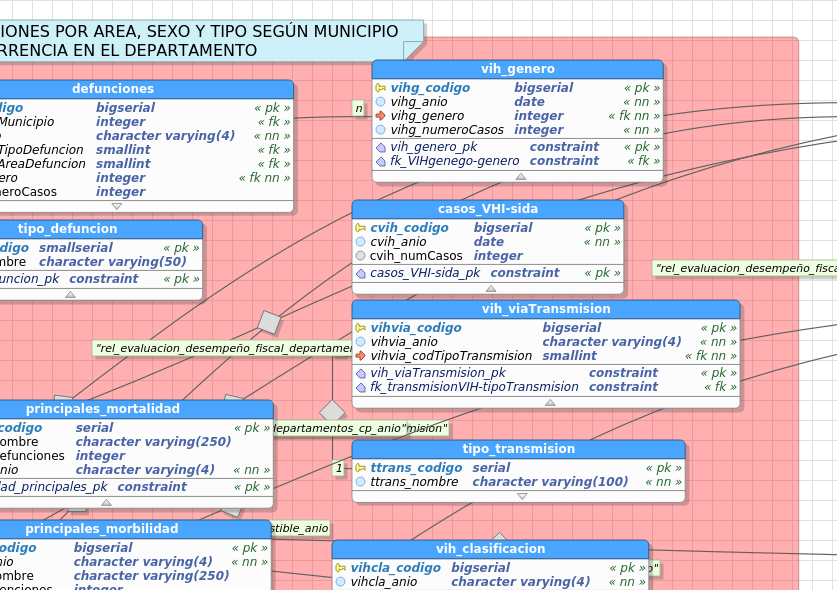 IONES POR AREA, SEXO Y TIPO SEGÚN MUNICIPIO
RRENCIA EN EL DEPARTAMENTO
defunciones
digo bigserial « pk »
Municipio integer « fk »
o character varying(4) « nn »
TipoDefuncion smallint « fk »
AreaDefuncion smallint « fk »
ero integer « fk nn »
eroCasos integer
n
vih_genero
vihg_codigo bigserial « pk »
vihg_anio date « nn »
vihg_genero integer « fk nn »
vihg_numeroCasos integer « nn »
vih_genero_pk constraint « pk »
fk_VIHgenego-genero constraint « fk »
tipo_defuncion
digo smallserial « pk »
mbre character varying(50)
uncion_pk constraint « pk »
casos_VHI-sida
cvih_codigo bigserial « pk »
cvih_anio date « nn »
cvih_numCasos integer
casos_VHI-sida_pk constraint « pk »
"rel_evaluacion_desempeño_fisca
"rel_evaluacion_desempeño_fiscal_departame
vih_viaTransmision
vihvia_codigo bigserial « pk »
vihvia_anio character varying(4) « nn »
vihvia_codTipoTransmision smallint « fk nn »
vih_viaTransmision_pk constraint « pk »
fk_transmisionVIH-tipoTransmision constraint « fk »
principales_mortalidad
codigo serial « pk »
ombre character varying(250)
efunciones integer
nio character varying(4) « nn »
dad_principales_pk constraint « pk »
departamentos_cp_anio"
tipo_transmision
1
ttrans_codigo serial « pk »
ttrans_nombre character varying(100) « nn »
principales_morbilidad
odigo bigserial « pk »
nio character varying(4) « nn »
ombre character varying(250)
enciones integer
stible_anio
vih_clasificacion
vihcla_codigo bigserial « pk »
vihcla_anio character varying(4) « nn »